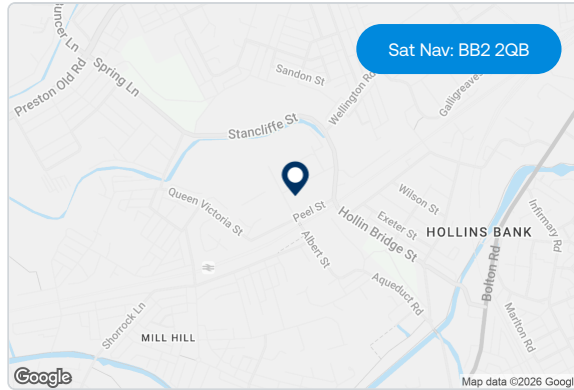 uncer Ln
Preston Old Rd
Spring Ln
Sat Nav: BB2 2QB
Sandon St
Wellington Rd
Galligreaves
Stancliffe St
Queen Victoria St
Peel St
Albert St
Hollin Bridge St
Wilson St
Exeter St
HOLLINS BANK
Infirmary Rd
Bolton Rd
Aqueduct Rd
Marlton Rd
Shorrock Ln
MILL HILL
Google
Map data ©2026 Googl